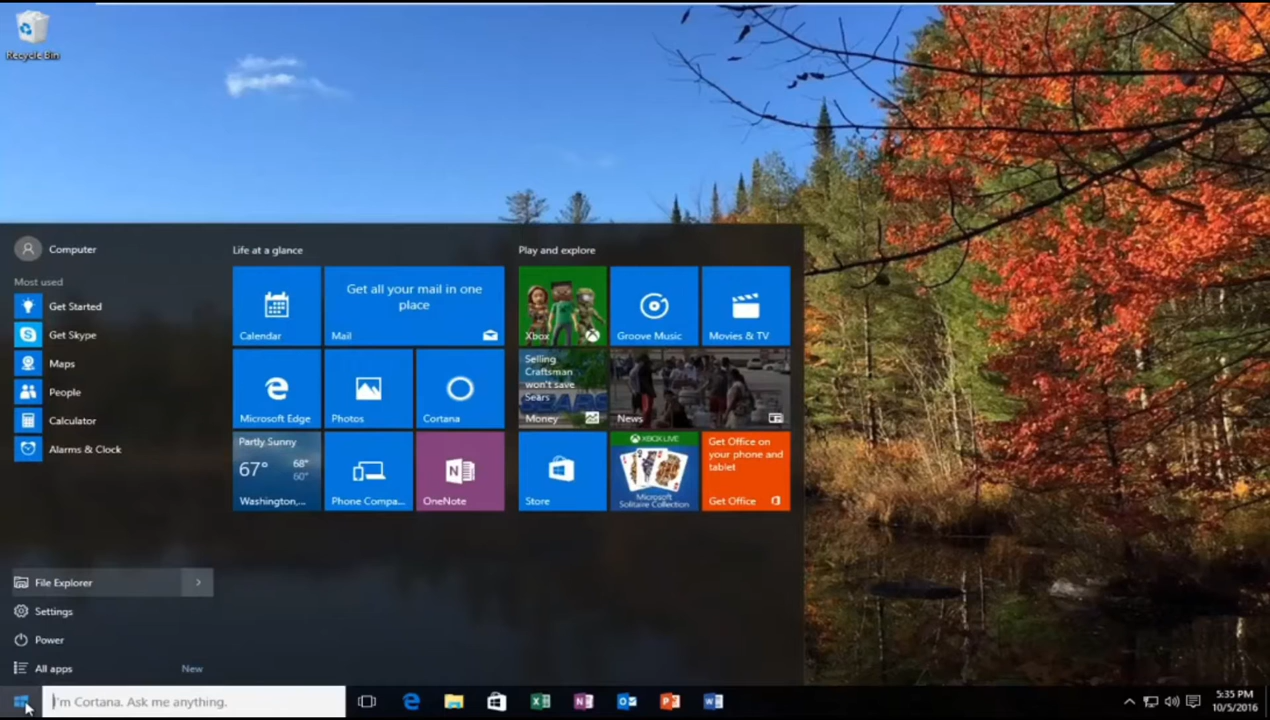 Recycle Bin
Computer
Most used
Get Started
Get Skype
Maps
People
Calculator
Alarms & Clock
File Explorer
Settings
Power
All apps
New
Life at a glance
Calendar
Get all your mail in one
place
Mail
Microsoft Edge
Photos
Cortana
Partly Sunny
67° 68°
60°
Washington,...
Phone Compa...
OneNote
Play and explore
Xbox
Groove Music
Movies & TV
Selling
Craftsman
won't save
Sears
SEARS
Money
News
Store
XBOX LIVE
Microsoft
Solitaire Collection
Get Office on
your phone and
tablet
Get Office
I'm Cortana. Ask me anything.
5:35 PM
10/5/2016